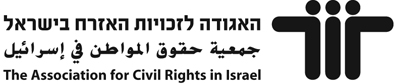 האגודה לזכויות האזרח בישראל
جمعية حقوق المواطن في إسرائيل
The Association for Civil Rights in Israel